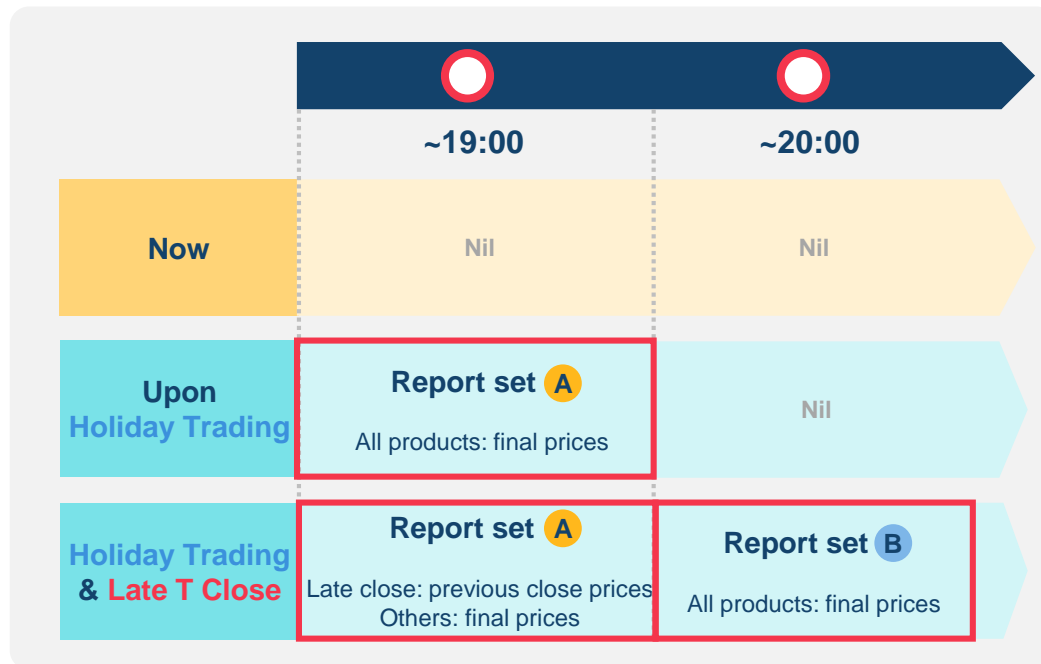 ~19:00
~20:00
Now
Nil
Nil
Upon
Holiday Trading
Report set A
All products: final prices
Nil
Holiday Trading
& Late T Close
Report set A
Late close: previous close prices
Others: final prices
Report set B
All products: final prices